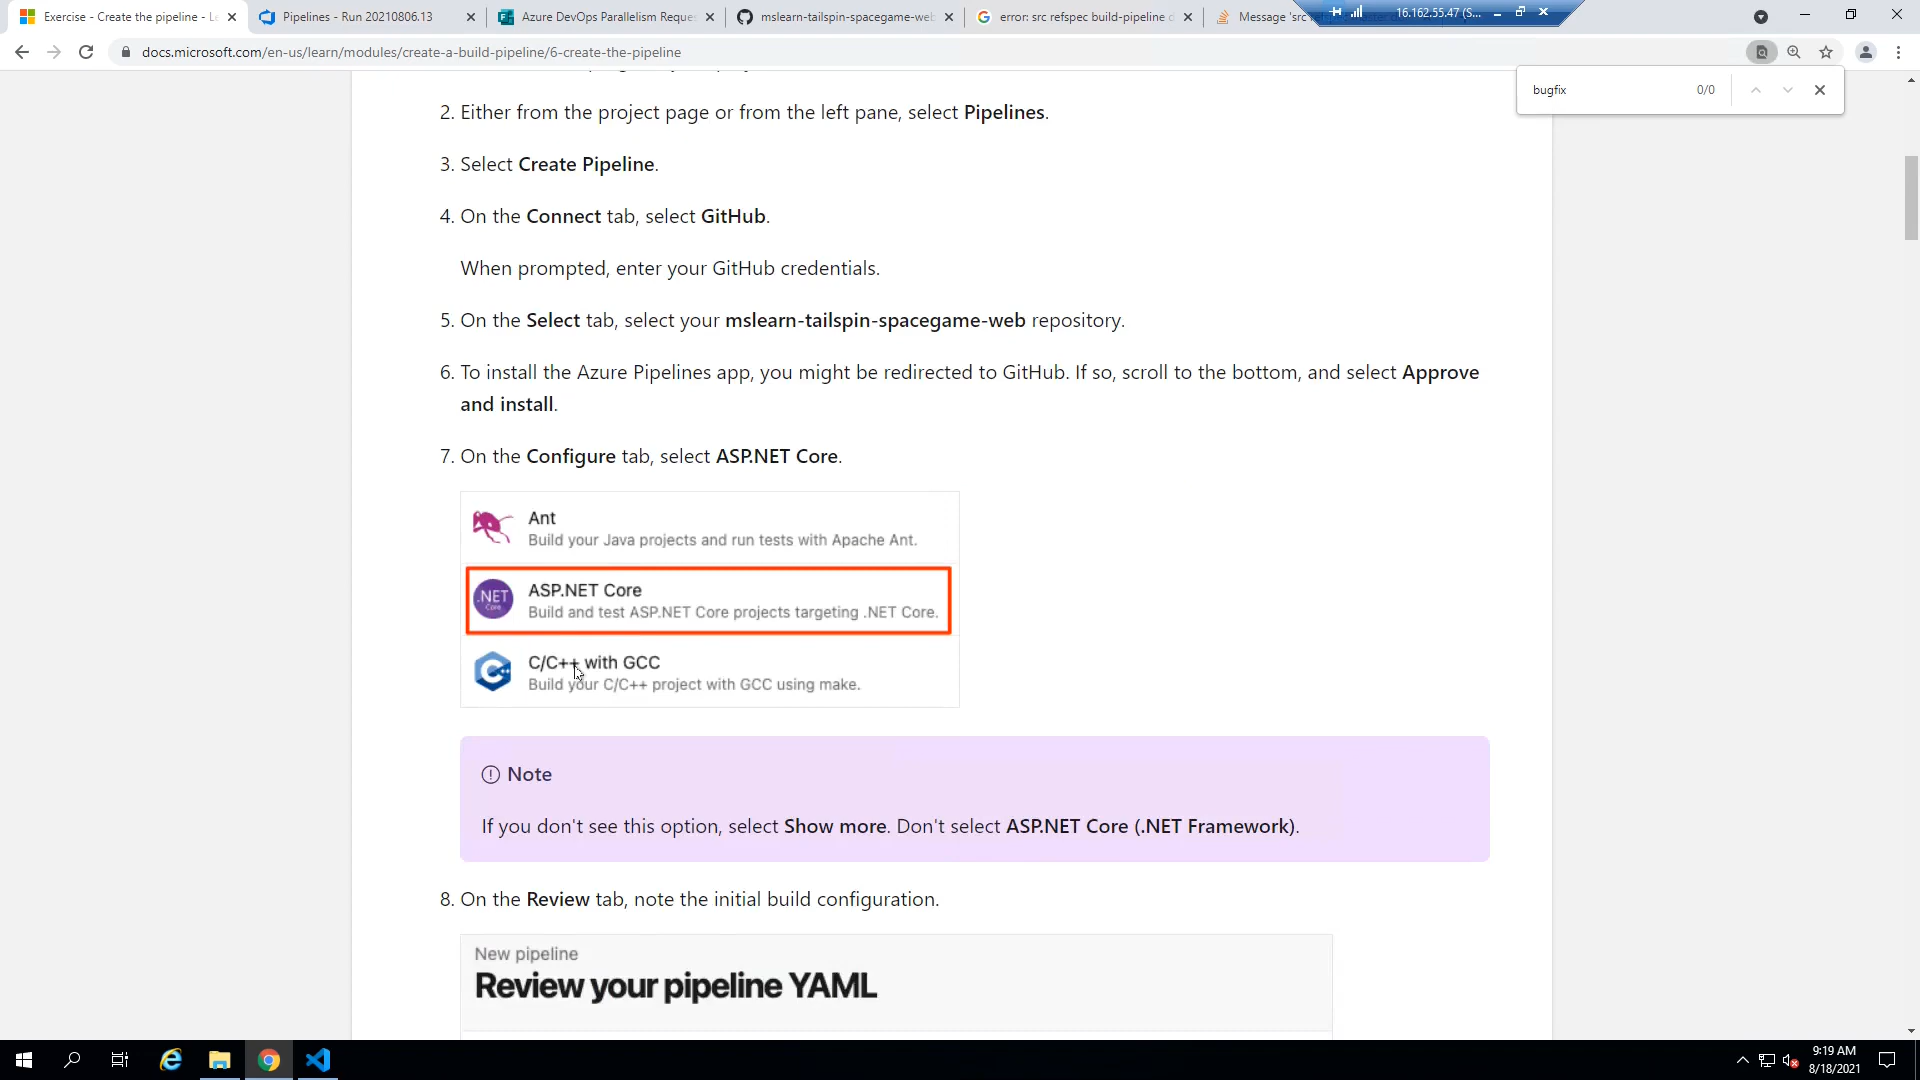 Exercise - Create the pipeline - Le
Pipelines - Run 20210806.13
Azure DevOps Parallelism Reques
mslearn-tailspin-spacegame-web
error: src refspec build-pipeline d
Message 'src
16.162.55.47 (S...
docs.microsoft.com/en-us/learn/modules/create-a-build-pipeline/6-create-the-pipeline
bugfix
0/0
2. Either from the project page or from the left pane, select Pipelines.
3. Select Create Pipeline.
4. On the Connect tab, select GitHub.
When prompted, enter your GitHub credentials.
5. On the Select tab, select your mslearn-tailspin-spacegame-web repository.
6. To install the Azure Pipelines app, you might be redirected to GitHub. If so, scroll to the bottom, and select Approve
and install.
7. On the Configure tab, select ASP.NET Core.
Ant
Build your Java projects and run tests with Apache Ant.
.NET
Core
ASP.NET Core
Build and test ASP.NET Core projects targeting .NET Core.
C/C++ with GCC
Build your C/C++ project with GCC using make.
Note
If you don't see this option, select Show more. Don't select ASP.NET Core (.NET Framework).
8. On the Review tab, note the initial build configuration.
New pipeline
Review your pipeline YAML
9:19 AM
8/18/2021